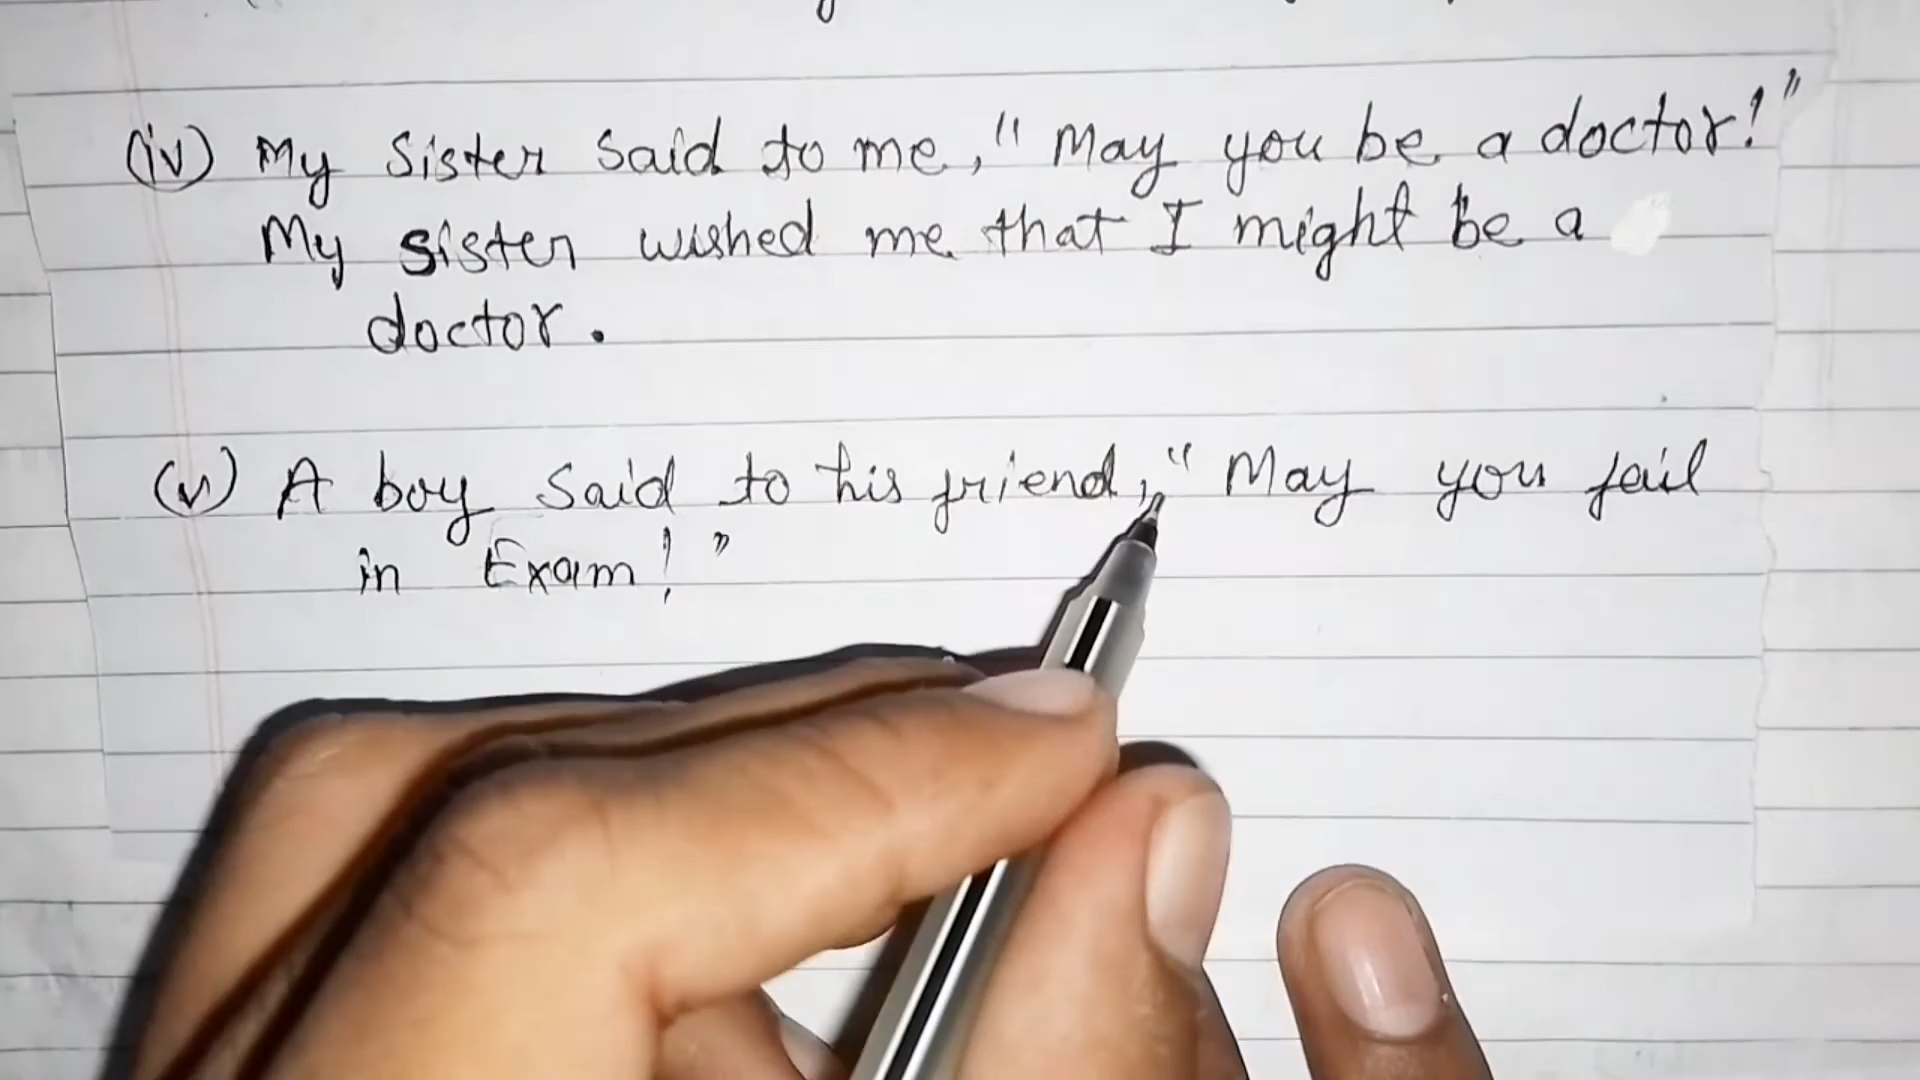 (iv) My Sister said to me, "May you be a doctor!"
My sister wished me that I might be a
doctor.
(v) A boy said to his friend, "May you fail
in Exam!"